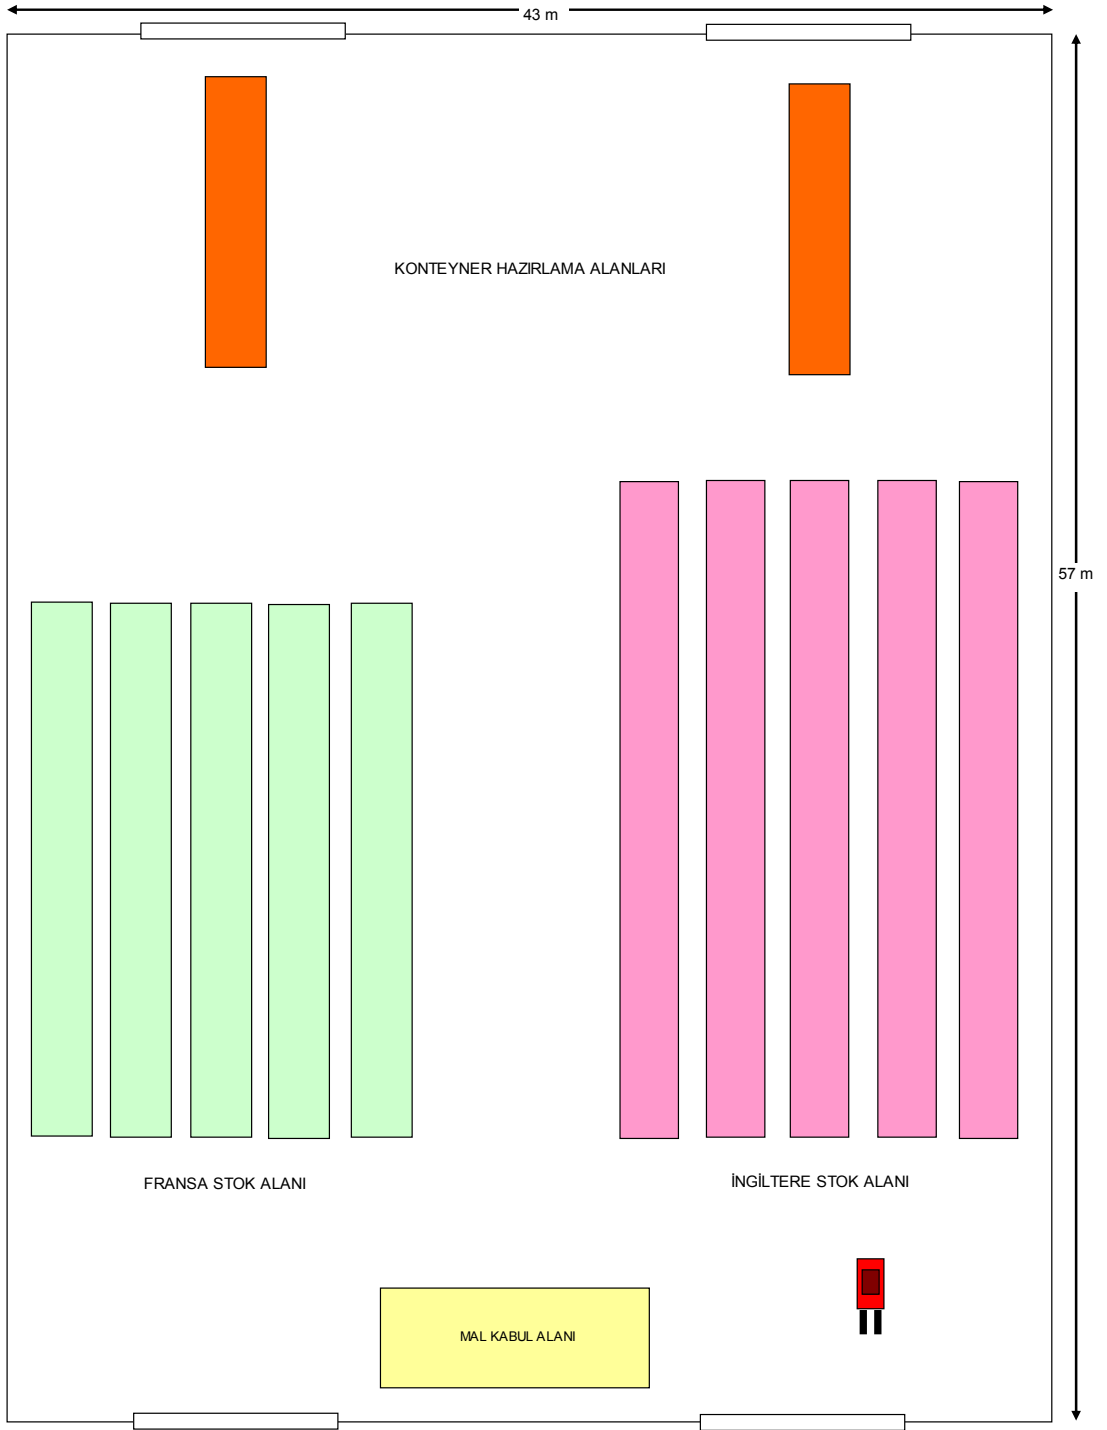 43 m
KONTEYNER HAZIRLAMA ALANLARI
57 m
FRANSA STOK ALANI
İNGİLTERE STOK ALANI
MAL KABUL ALANI